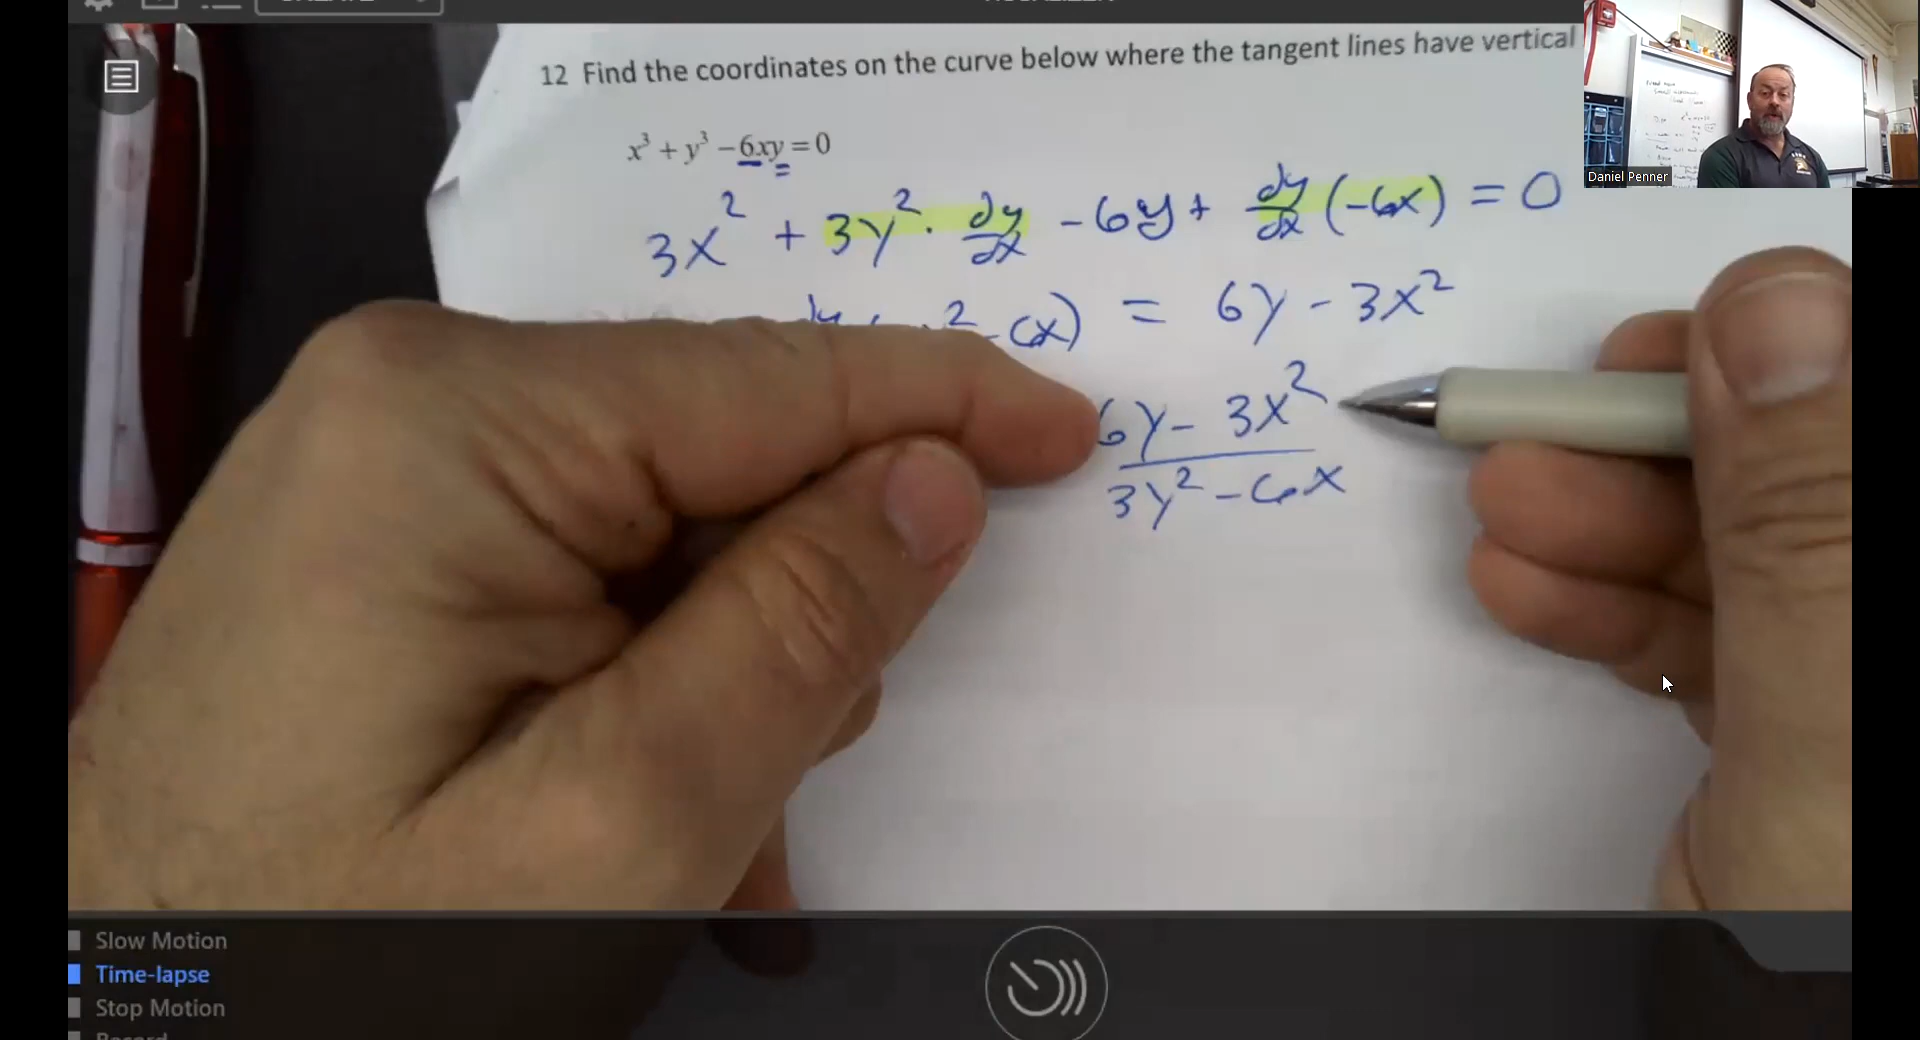 12 Find the coordinates on the curve below where the tangent lines have vertical
x³ + y³ − 6xy = 0
3x² + 3y² · dy/dx − 6y + dy/dx (−6x) = 0
= 6y − 3x²
6y − 3x²
3y² − 6x
Daniel Penner
Slow Motion
Time-lapse
Stop Motion